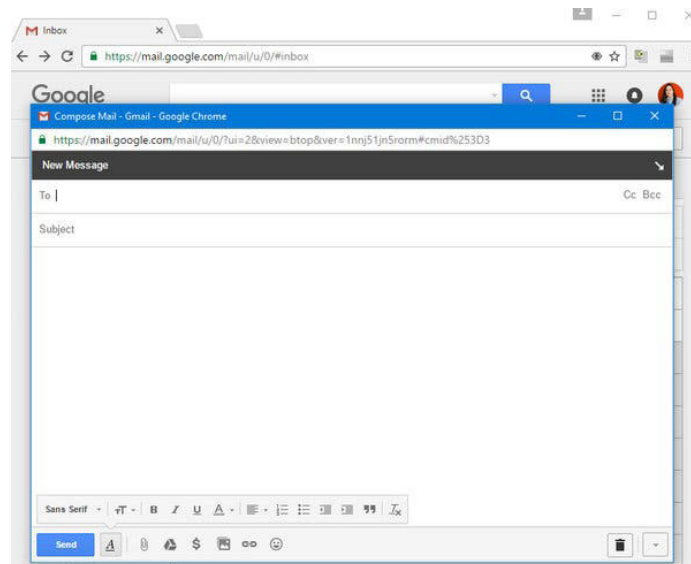 Inbox
https://mail.google.com/mail/u/0/#inbox
Google
Compose Mail - Gmail - Google Chrome
https://mail.google.com/mail/u/0/?ui=2&view=btop&ver=1nnj51jn5rorm#cmid%253D3
New Message
To Cc Bcc
Subject
Sans Serif
Send